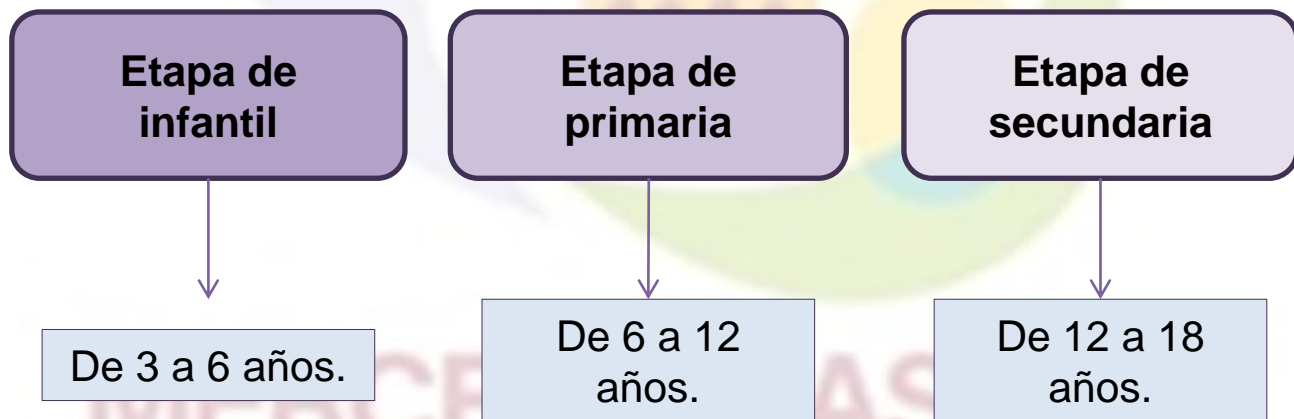 Etapa de
infantil
Etapa de
primaria
Etapa de
secundaria
De 3 a 6 años.
De 6 a 12
años.
De 12 a 18
años.